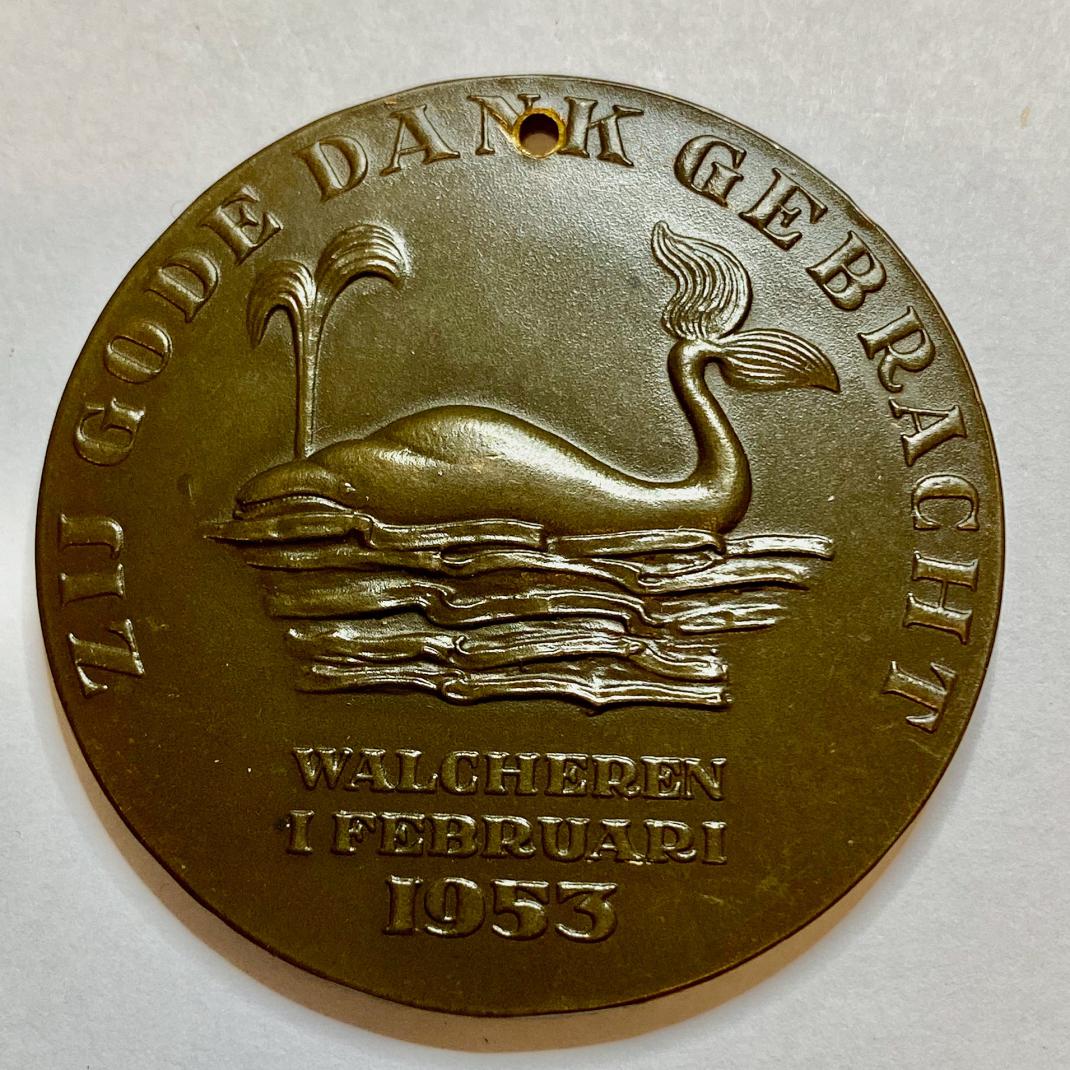 ZIJ GODE DANK GEBRACHT
WALCHEREN
1 FEBRUARI
1953